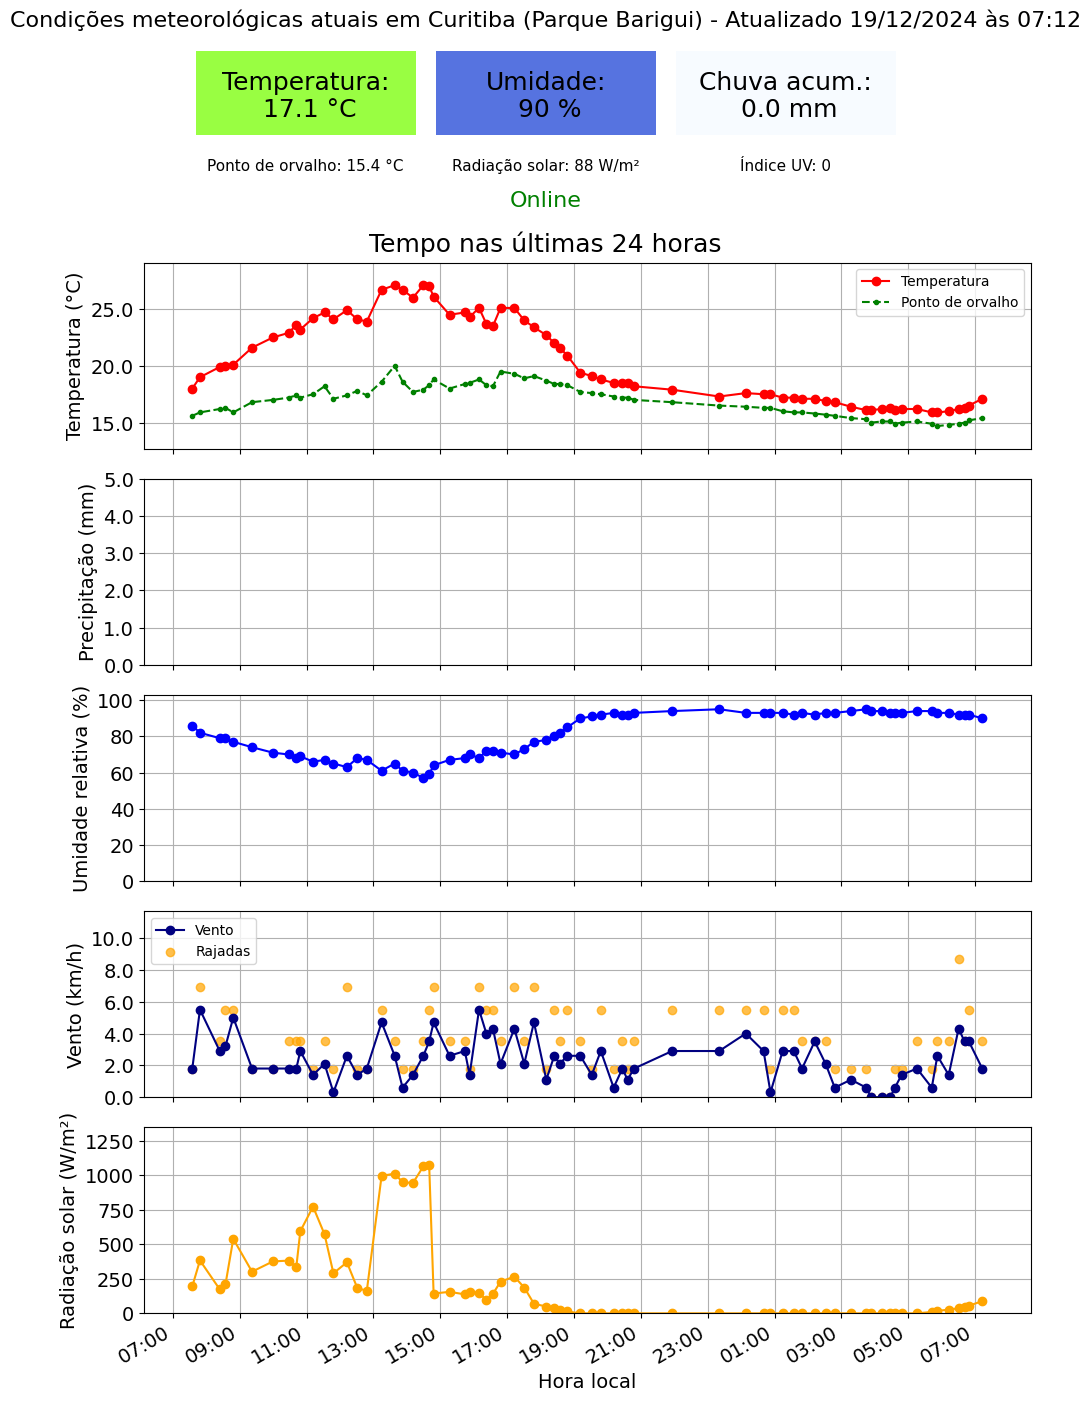 Condições meteorológicas atuais em Curitiba (Parque Barigui) - Atualizado 19/12/2024 às 07:12
Temperatura:
17.1 °C
Umidade:
90 %
Chuva acum.:
0.0 mm
Ponto de orvalho: 15.4 °C
Radiação solar: 88 W/m²
Índice UV: 0
Online
Tempo nas últimas 24 horas
Temperatura (°C)
25.0
20.0
15.0
Temperatura
Ponto de orvalho
Precipitação (mm)
5.0
4.0
3.0
2.0
1.0
0.0
Umidade relativa (%)
100
80
60
40
20
0
Vento (km/h)
10.0
8.0
6.0
4.0
2.0
0.0
Vento
Rajadas
Radiação solar (W/m²)
1250
1000
750
500
250
0
07:00
09:00
11:00
13:00
15:00
17:00
19:00
21:00
23:00
01:00
03:00
05:00
07:00
Hora local